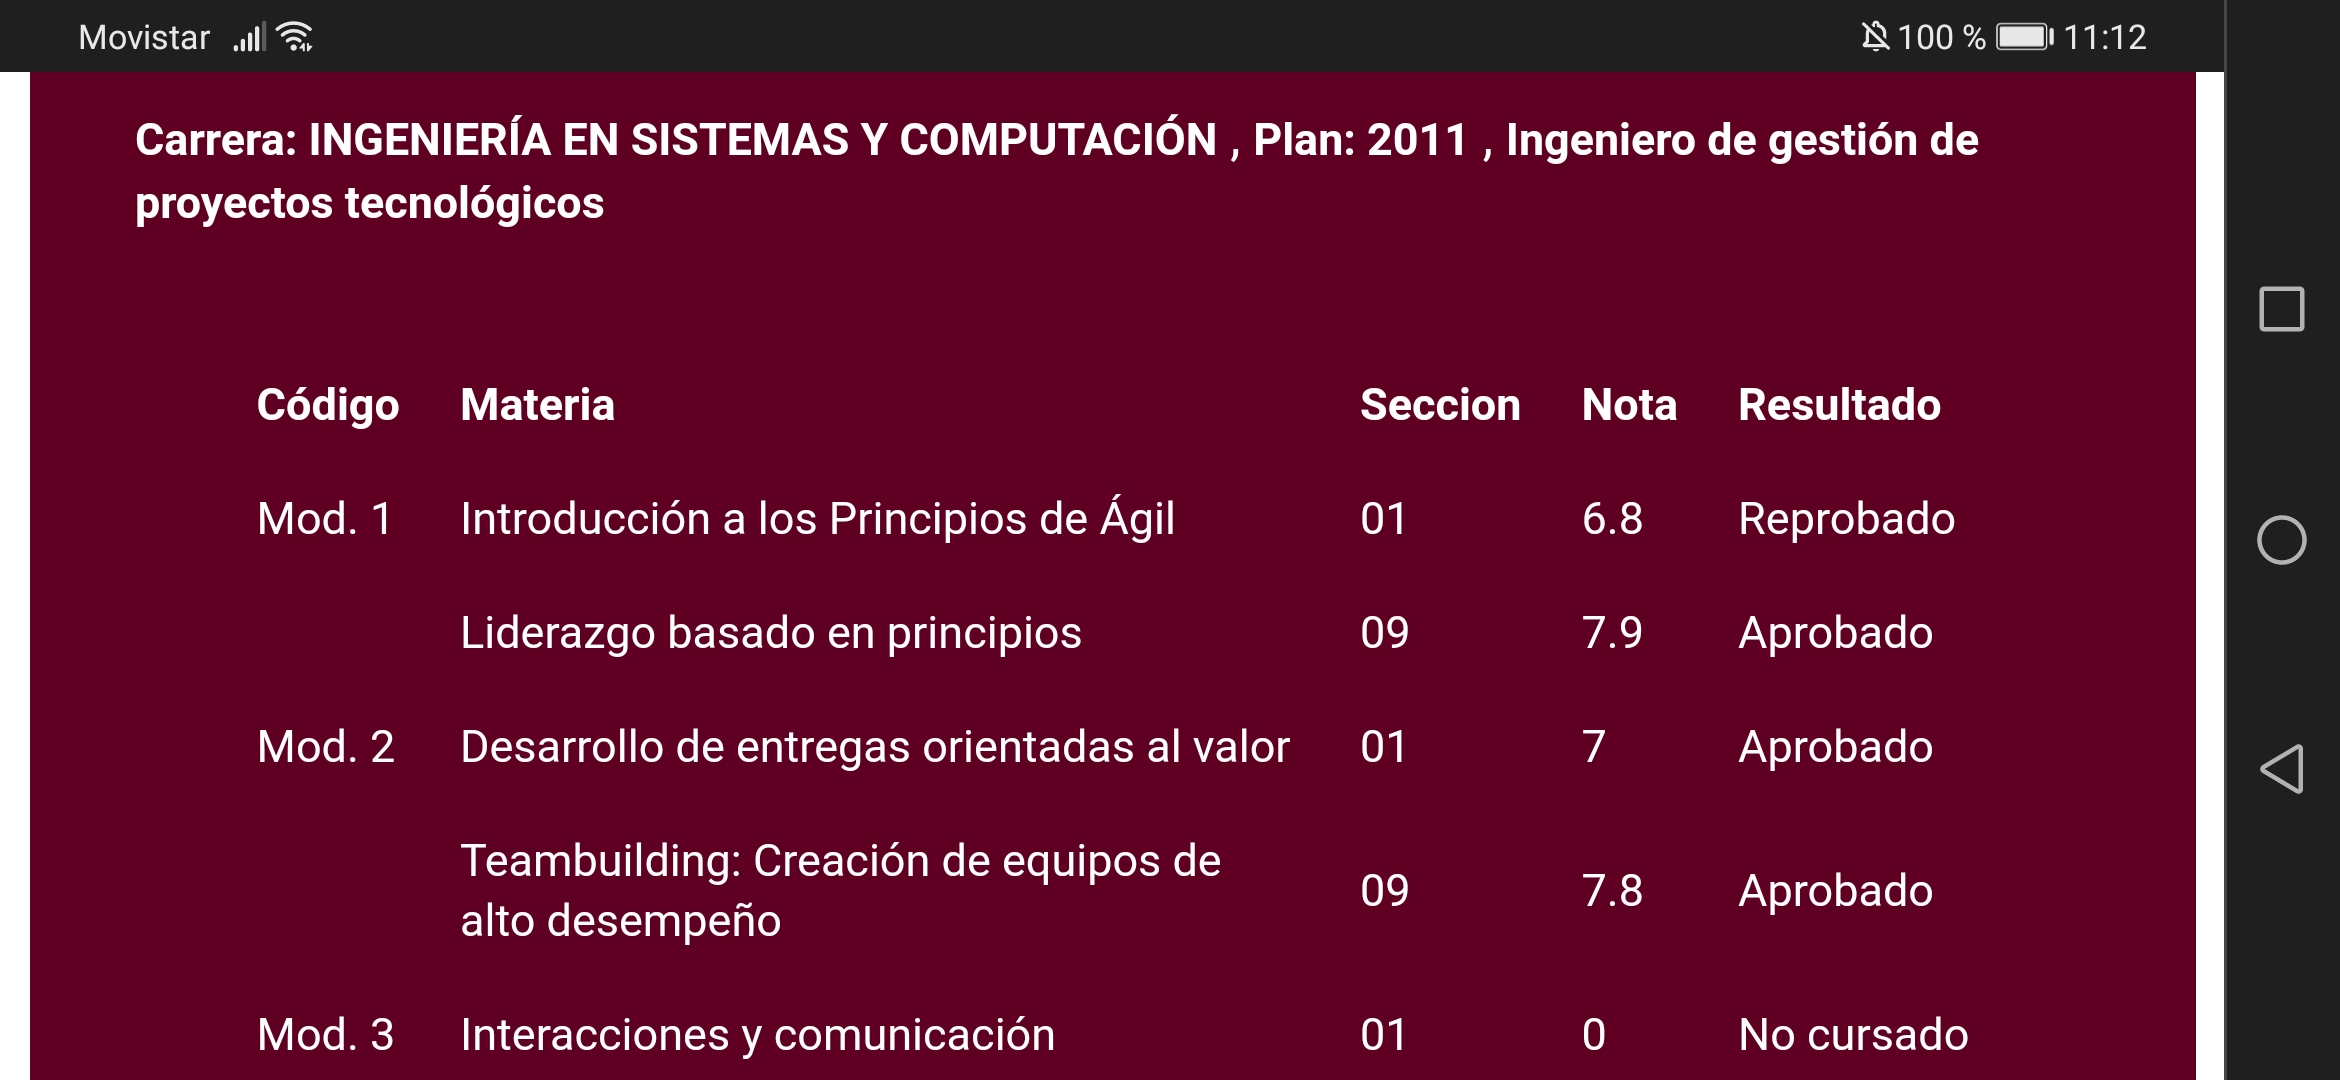 Movistar 100 % 11:12
Carrera: INGENIERÍA EN SISTEMAS Y COMPUTACIÓN , Plan: 2011 , Ingeniero de gestión de
proyectos tecnológicos
Código Materia Seccion Nota Resultado
Mod. 1 Introducción a los Principios de Ágil 01 6.8 Reprobado
Liderazgo basado en principios 09 7.9 Aprobado
Mod. 2 Desarrollo de entregas orientadas al valor 01 7 Aprobado
Teambuilding: Creación de equipos de
alto desempeño 09 7.8 Aprobado
Mod. 3 Interacciones y comunicación 01 0 No cursado